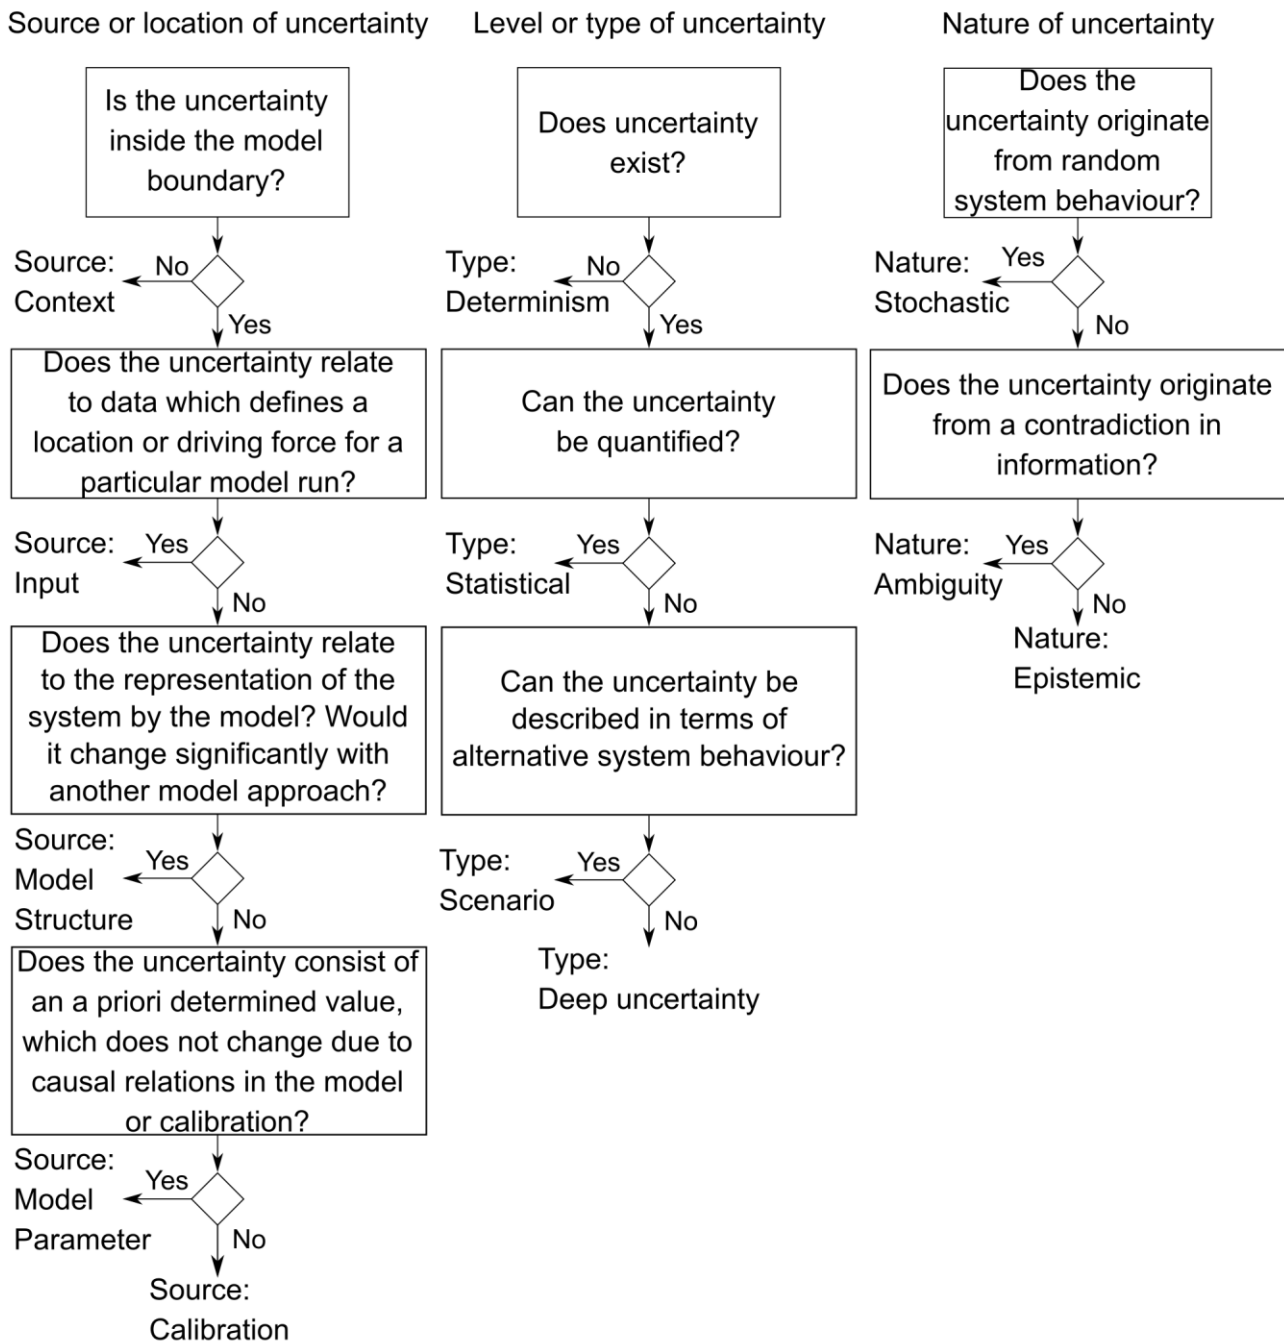 Source or location of uncertainty
Is the uncertainty
inside the model
boundary?
Source:
Context
No
Yes
Does the uncertainty relate
to data which defines a
location or driving force for a
particular model run?
Source:
Input
Yes
No
Does the uncertainty relate
to the representation of the
system by the model? Would
it change significantly with
another model approach?
Source:
Model
Structure
Yes
No
Does the uncertainty consist of
an a priori determined value,
which does not change due to
causal relations in the model
or calibration?
Source:
Model
Parameter
Yes
No
Source:
Calibration
Level or type of uncertainty
Does uncertainty
exist?
Type:
Determinism
No
Yes
Can the uncertainty
be quantified?
Type:
Statistical
Yes
No
Can the uncertainty be
described in terms of
alternative system behaviour?
Type:
Scenario
Yes
No
Type:
Deep uncertainty
Nature of uncertainty
Does the
uncertainty originate
from random
system behaviour?
Nature:
Stochastic
Yes
No
Does the uncertainty originate
from a contradiction in
information?
Nature:
Ambiguity
Yes
No
Nature:
Epistemic